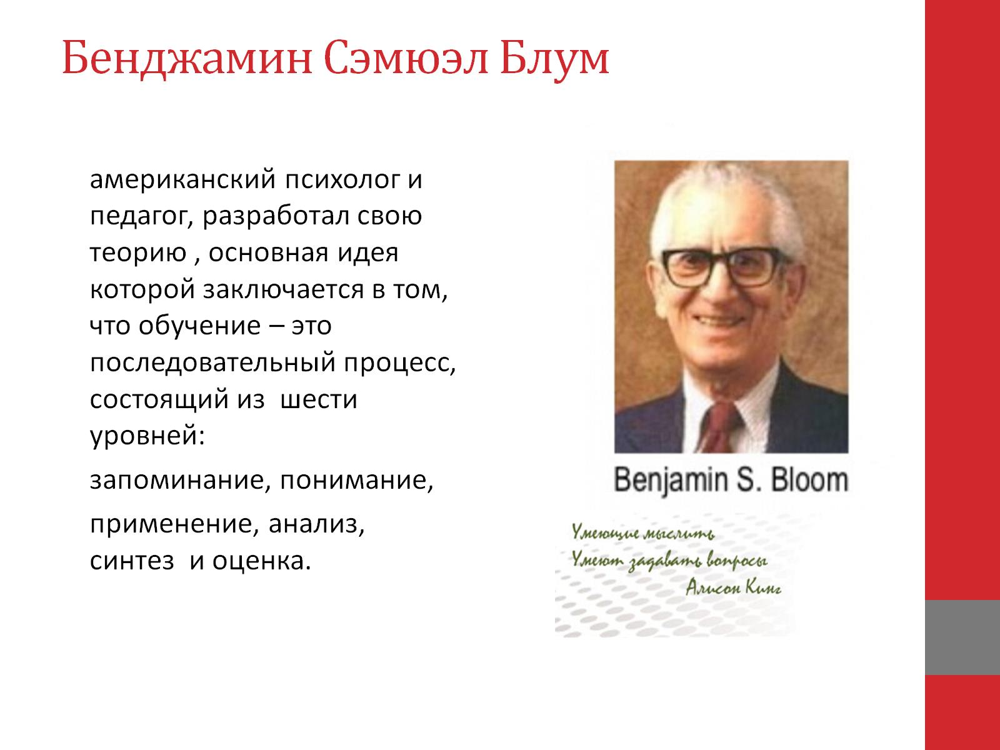 Бенджамин Сэмюэл Блум
американский психолог и
педагог, разработал свою
теорию , основная идея
которой заключается в том,
что обучение – это
последовательный процесс,
состоящий из  шести
уровней:
запоминание, понимание,
применение, анализ,
синтез  и оценка.
Benjamin S. Bloom
Умеющие мыслить
Умеют задавать вопросы
Алисон Кинг